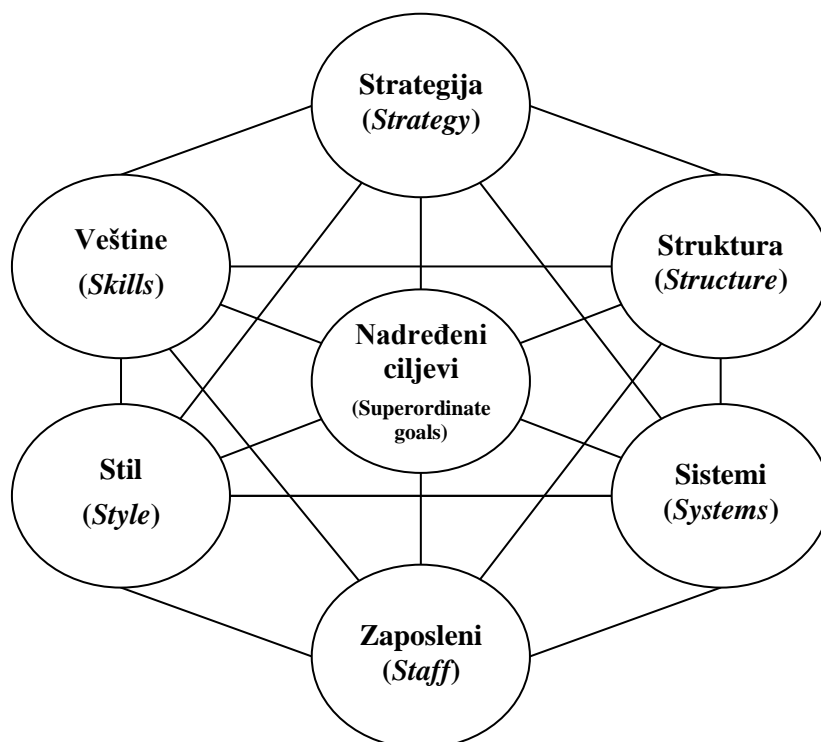 Strategija
(Strategy)
Veštine
(Skills)
Struktura
(Structure)
Nadređeni
ciljevi
(Superordinate
goals)
Stil
(Style)
Sistemi
(Systems)
Zaposleni
(Staff)